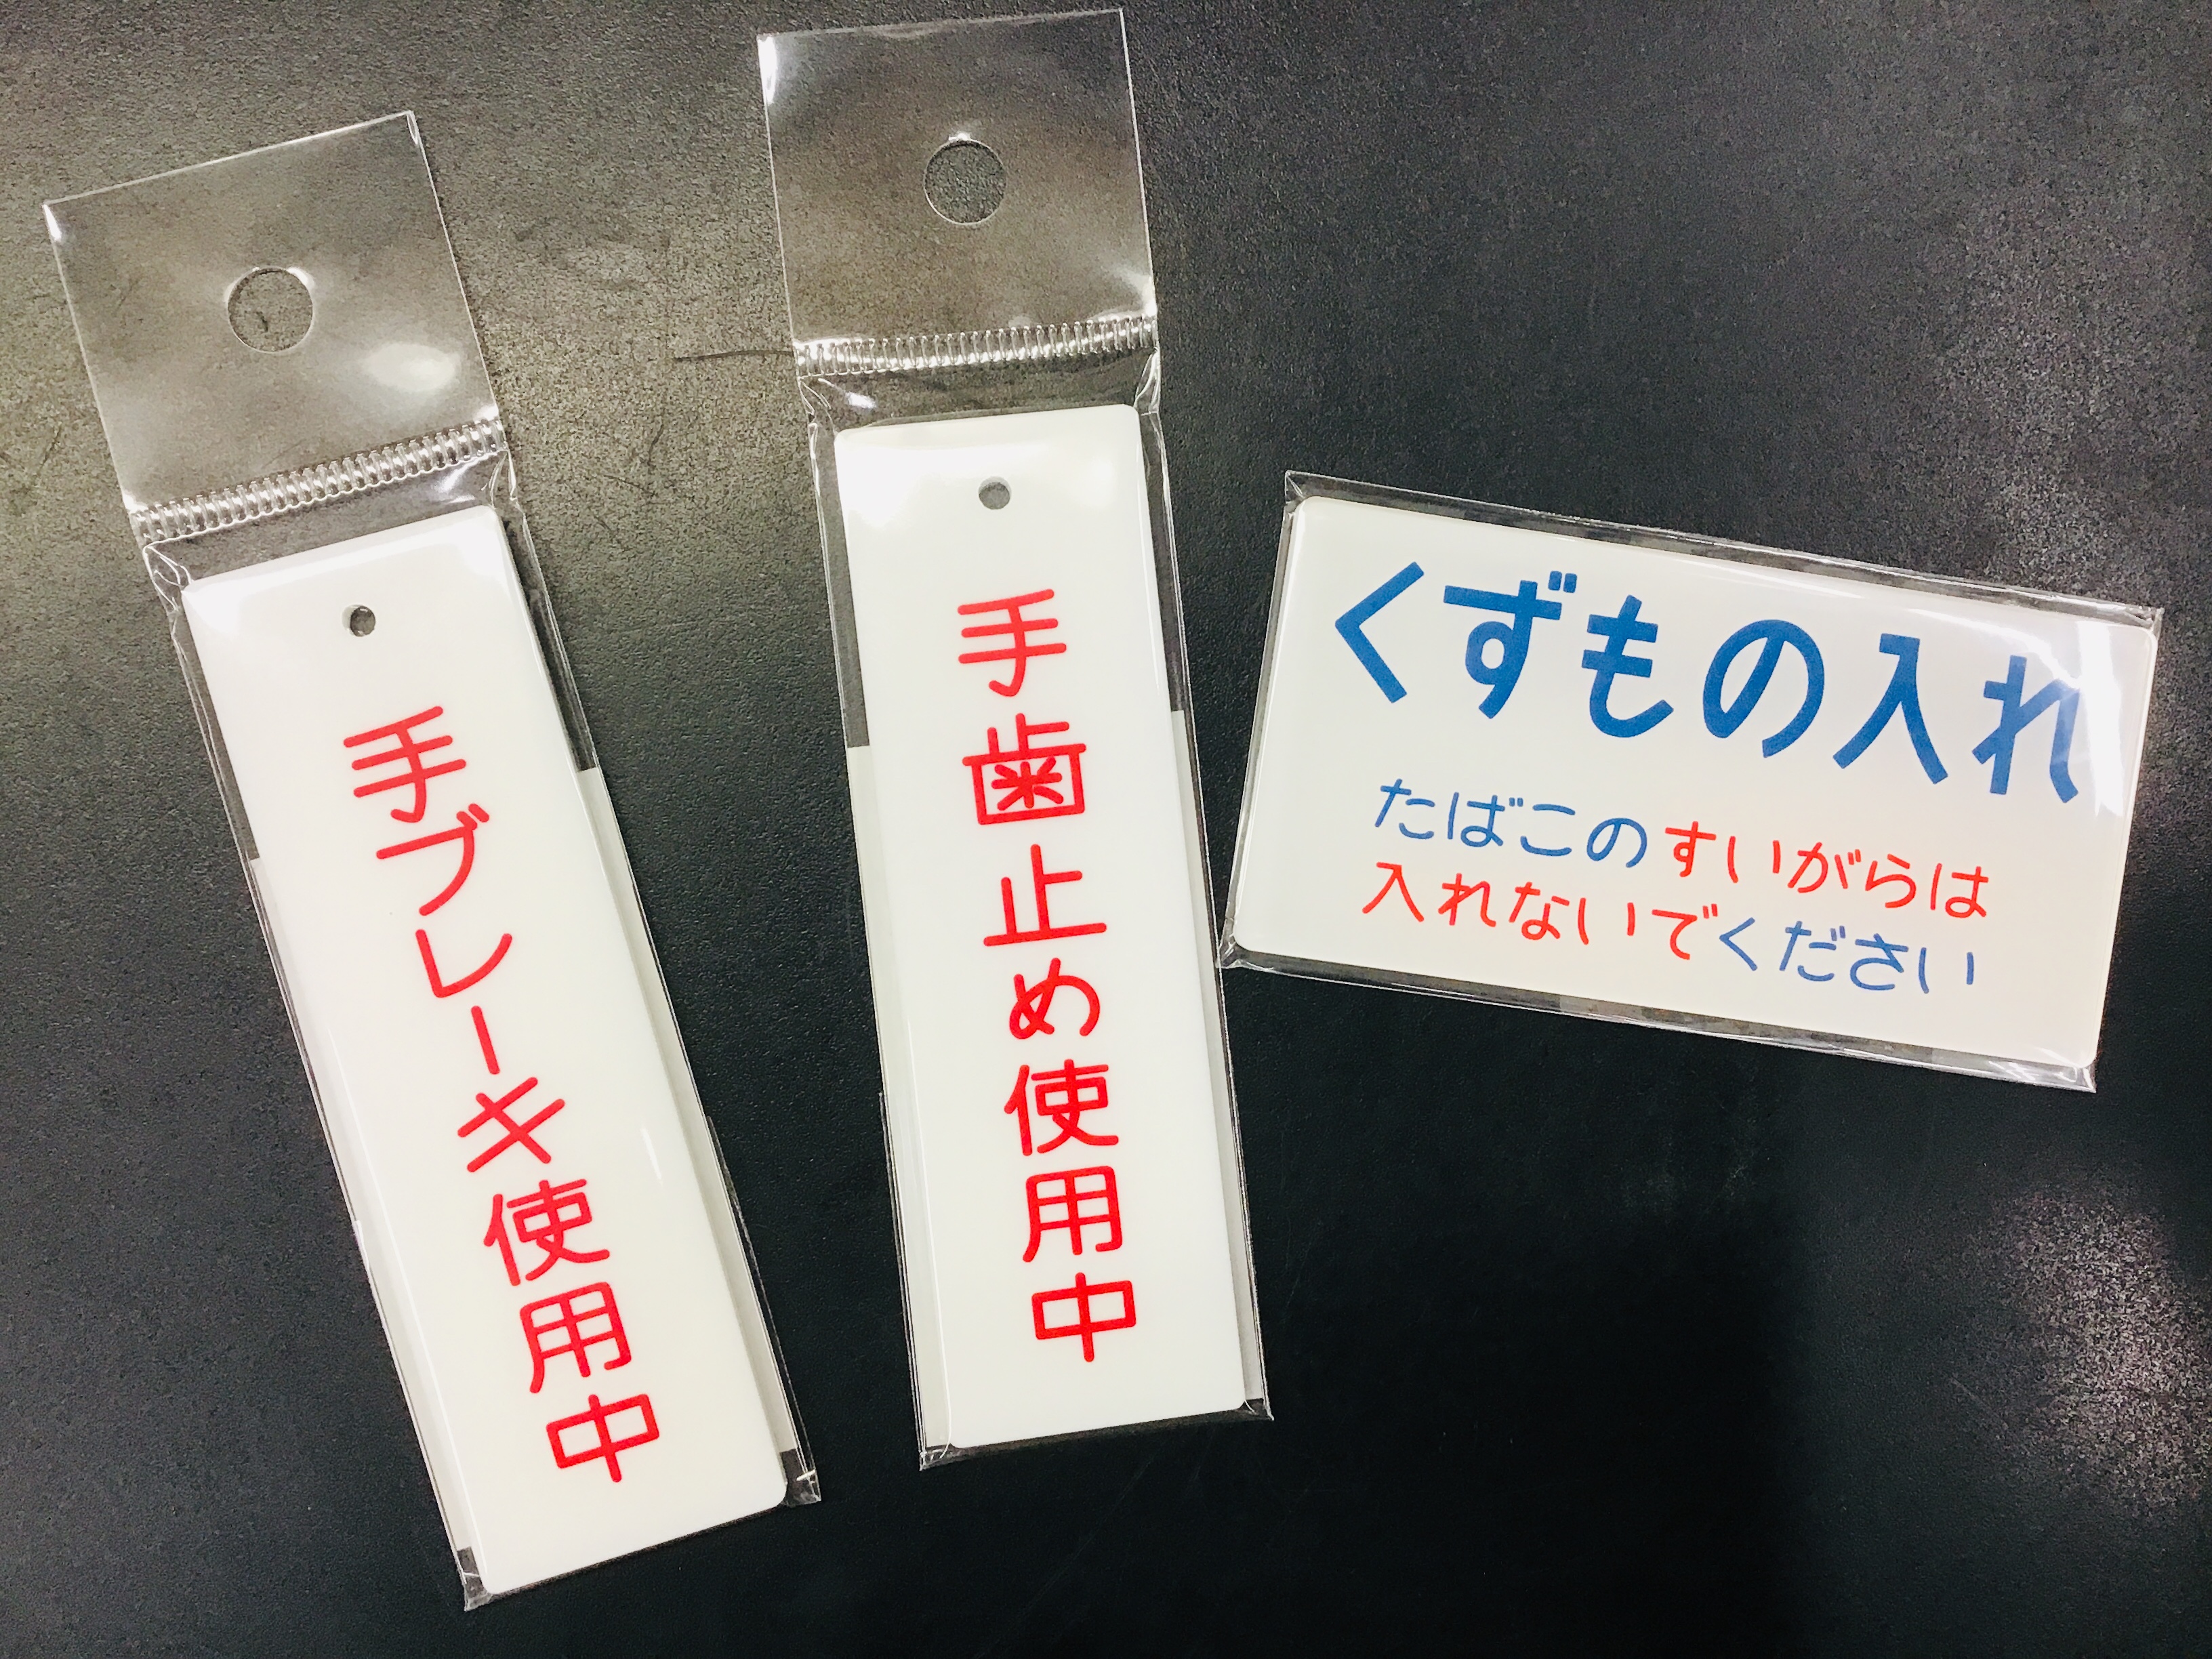 手ブレーキ使用中
手歯止め使用中
くずもの入れ
たばこのすいがらは
入れないでください